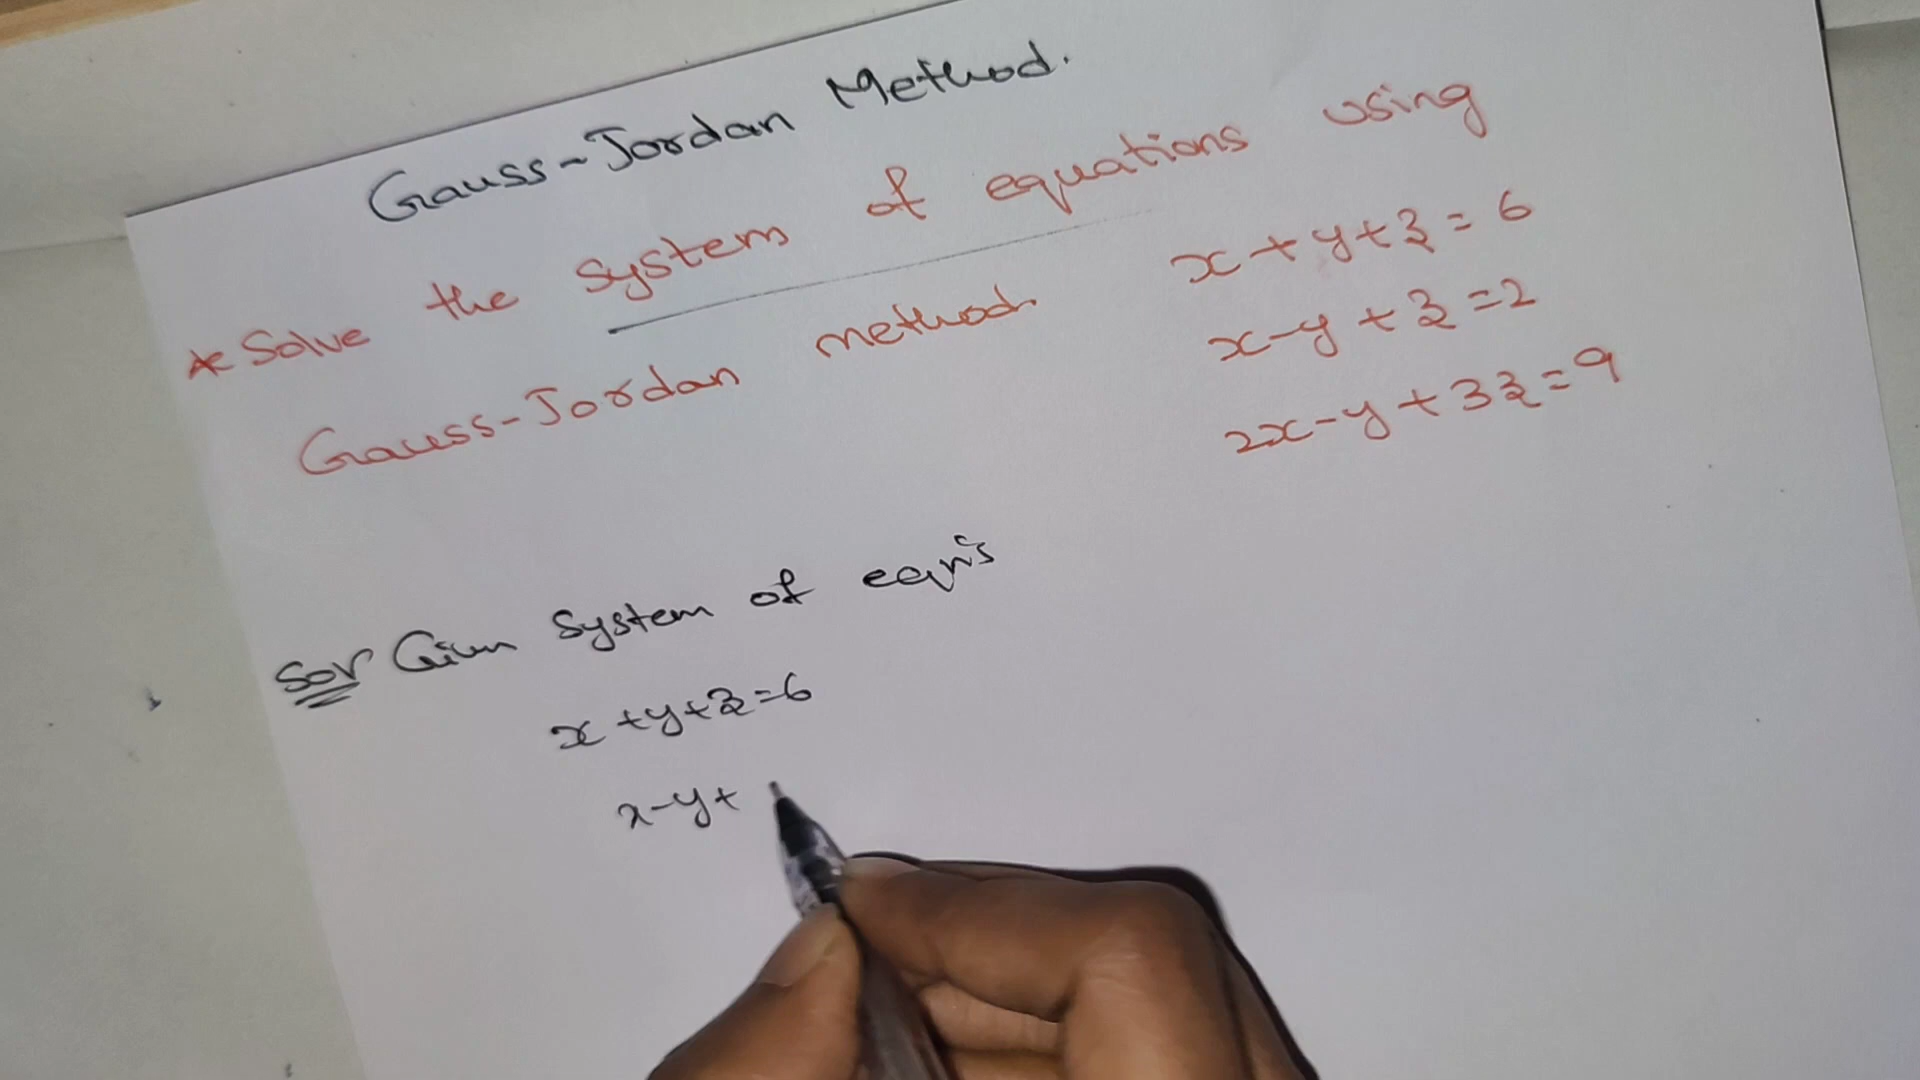 Gauss-Jordan Method.
* Solve the system of equations using
Gauss-Jordan method.
x+y+z=6
x-y+z=2
2x-y+3z=9
Sol Given System of eqn's
x+y+z=6
x-y+